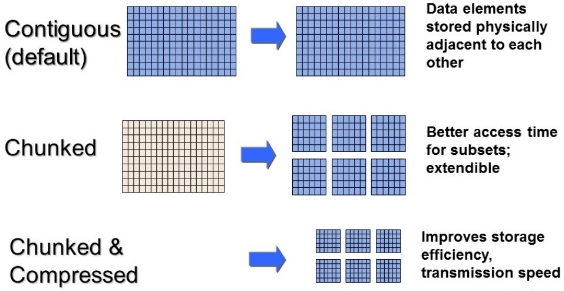 Contiguous
(default)
Data elements
stored physically
adjacent to each
other
Chunked
Better access time
for subsets;
extendible
Chunked &
Compressed
Improves storage
efficiency,
transmission speed